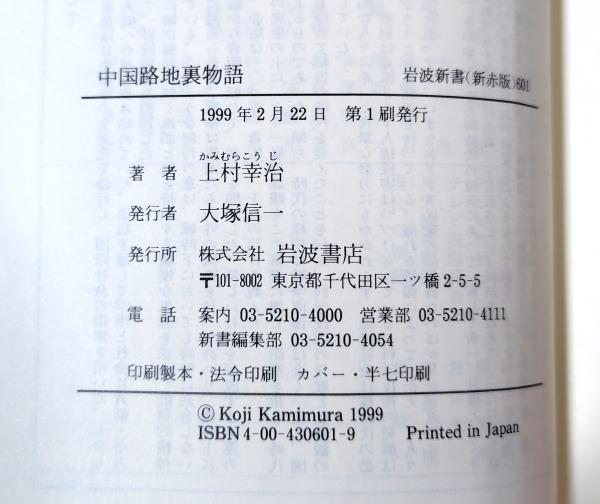 中国路地裏物語 岩波新書(新赤版)601
1999年2月22日 第1刷発行
かみむらこうじ
著者 上村幸治
発行者 大塚信一
発行所 株式会社 岩波書店
〒101-8002 東京都千代田区一ツ橋2-5-5
電話 案内 03-5210-4000 営業部 03-5210-4111
新書編集部 03-5210-4054
印刷製本・法令印刷 カバー・半七印刷
© Koji Kamimura 1999
ISBN 4-00-430601-9 Printed in Japan